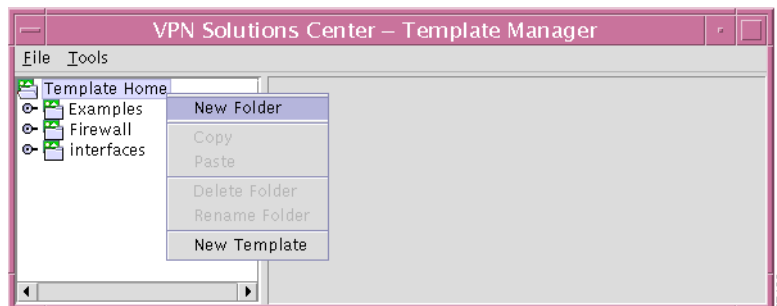 VPN Solutions Center – Template Manager
File Tools
Template Home
Examples
Firewall
interfaces
New Folder
Copy
Paste
Delete Folder
Rename Folder
New Template